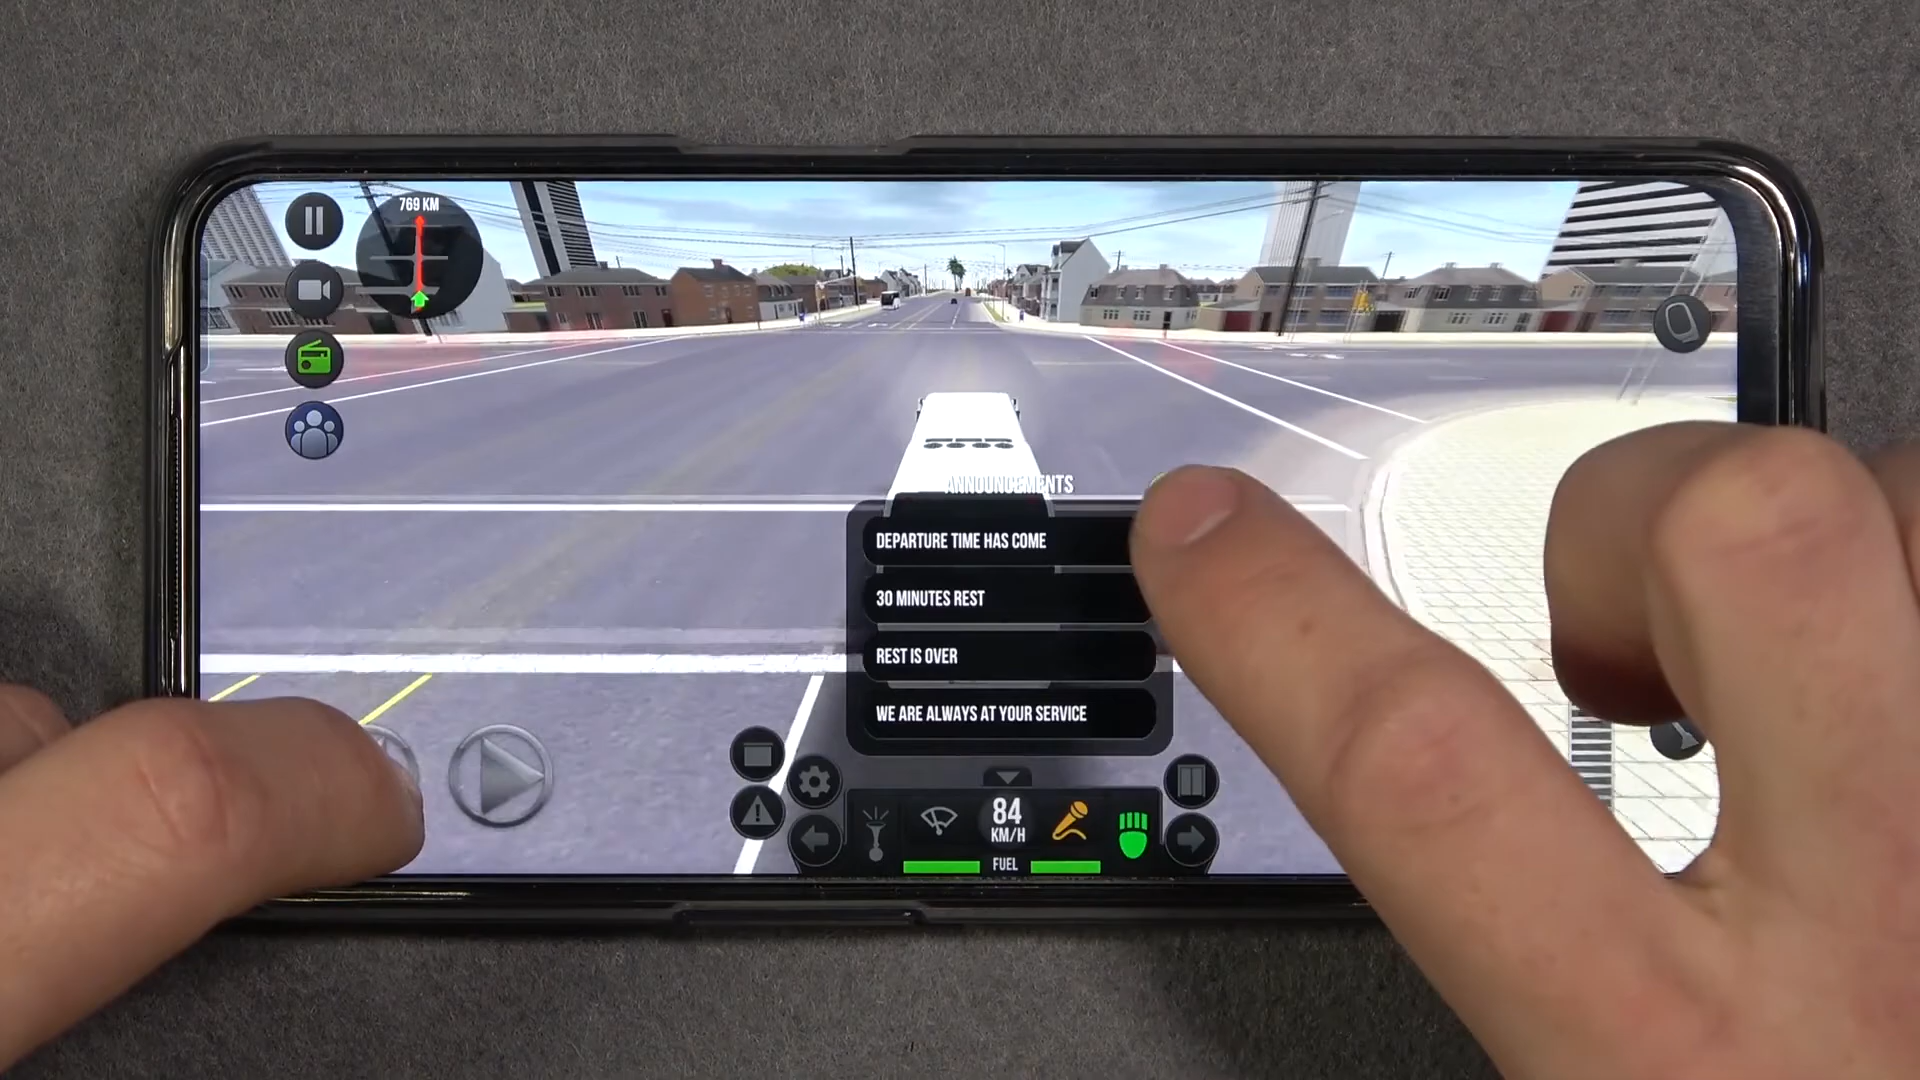 769 KM
ANNOUNCEMENTS
DEPARTURE TIME HAS COME
30 MINUTES REST
REST IS OVER
WE ARE ALWAYS AT YOUR SERVICE
84
KM/H
FUEL